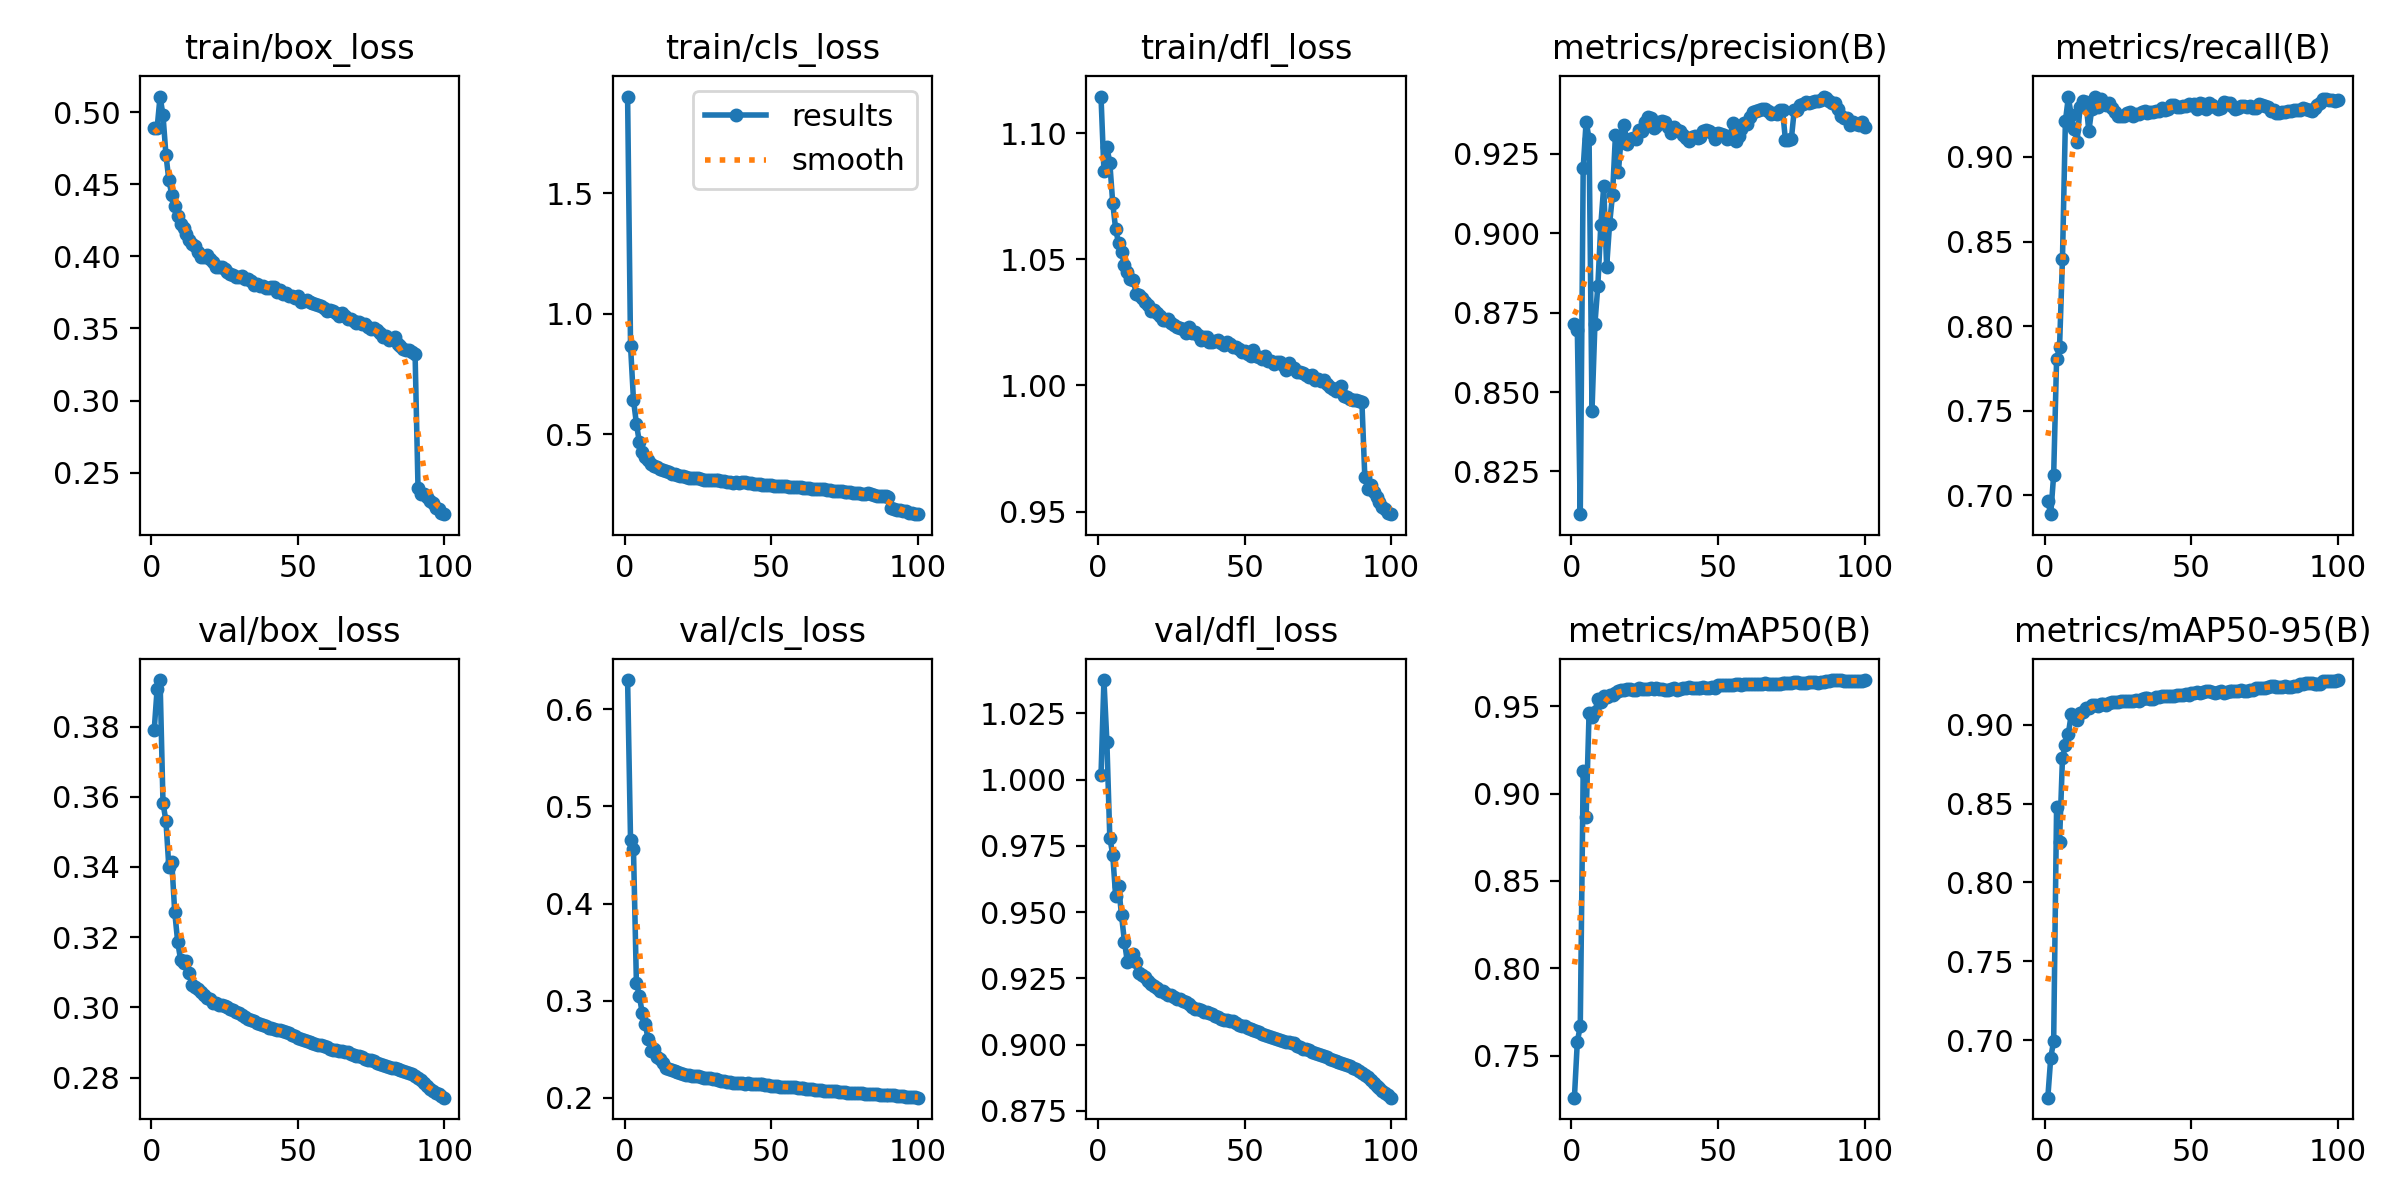 train/box_loss
0.50
0.45
0.40
0.35
0.30
0.25
0 50 100
train/cls_loss
results
smooth
1.5
1.0
0.5
0 50 100
train/dfl_loss
1.10
1.05
1.00
0.95
0 50 100
metrics/precision(B)
0.925
0.900
0.875
0.850
0.825
0 50 100
metrics/recall(B)
0.90
0.85
0.80
0.75
0.70
0 50 100
val/box_loss
0.38
0.36
0.34
0.32
0.30
0.28
0 50 100
val/cls_loss
0.6
0.5
0.4
0.3
0.2
0 50 100
val/dfl_loss
1.025
1.000
0.975
0.950
0.925
0.900
0.875
0 50 100
metrics/mAP50(B)
0.95
0.90
0.85
0.80
0.75
0 50 100
metrics/mAP50-95(B)
0.90
0.85
0.80
0.75
0.70
0 50 100